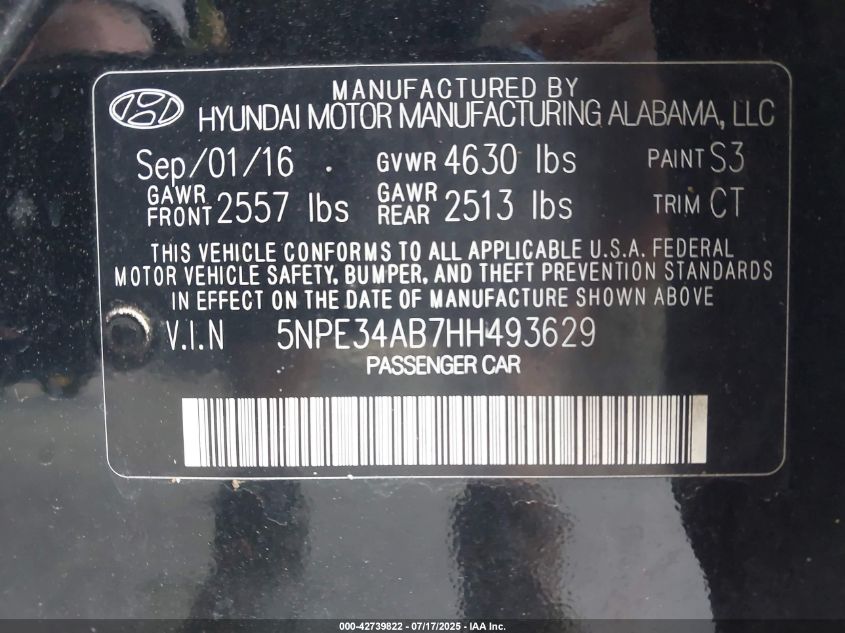 MANUFACTURED BY
HYUNDAI MOTOR MANUFACTURING ALABAMA, LLC
Sep/01/16 . GVWR 4630 lbs PAINT S3
GAWR FRONT 2557 lbs GAWR REAR 2513 lbs TRIM CT
THIS VEHICLE CONFORMS TO ALL APPLICABLE U.S.A. FEDERAL
MOTOR VEHICLE SAFETY, BUMPER, AND THEFT PREVENTION STANDARDS
IN EFFECT ON THE DATE OF MANUFACTURE SHOWN ABOVE
V.I.N 5NPE34AB7HH493629
PASSENGER CAR
000-42739822 - 07/17/2025 - IAA Inc.